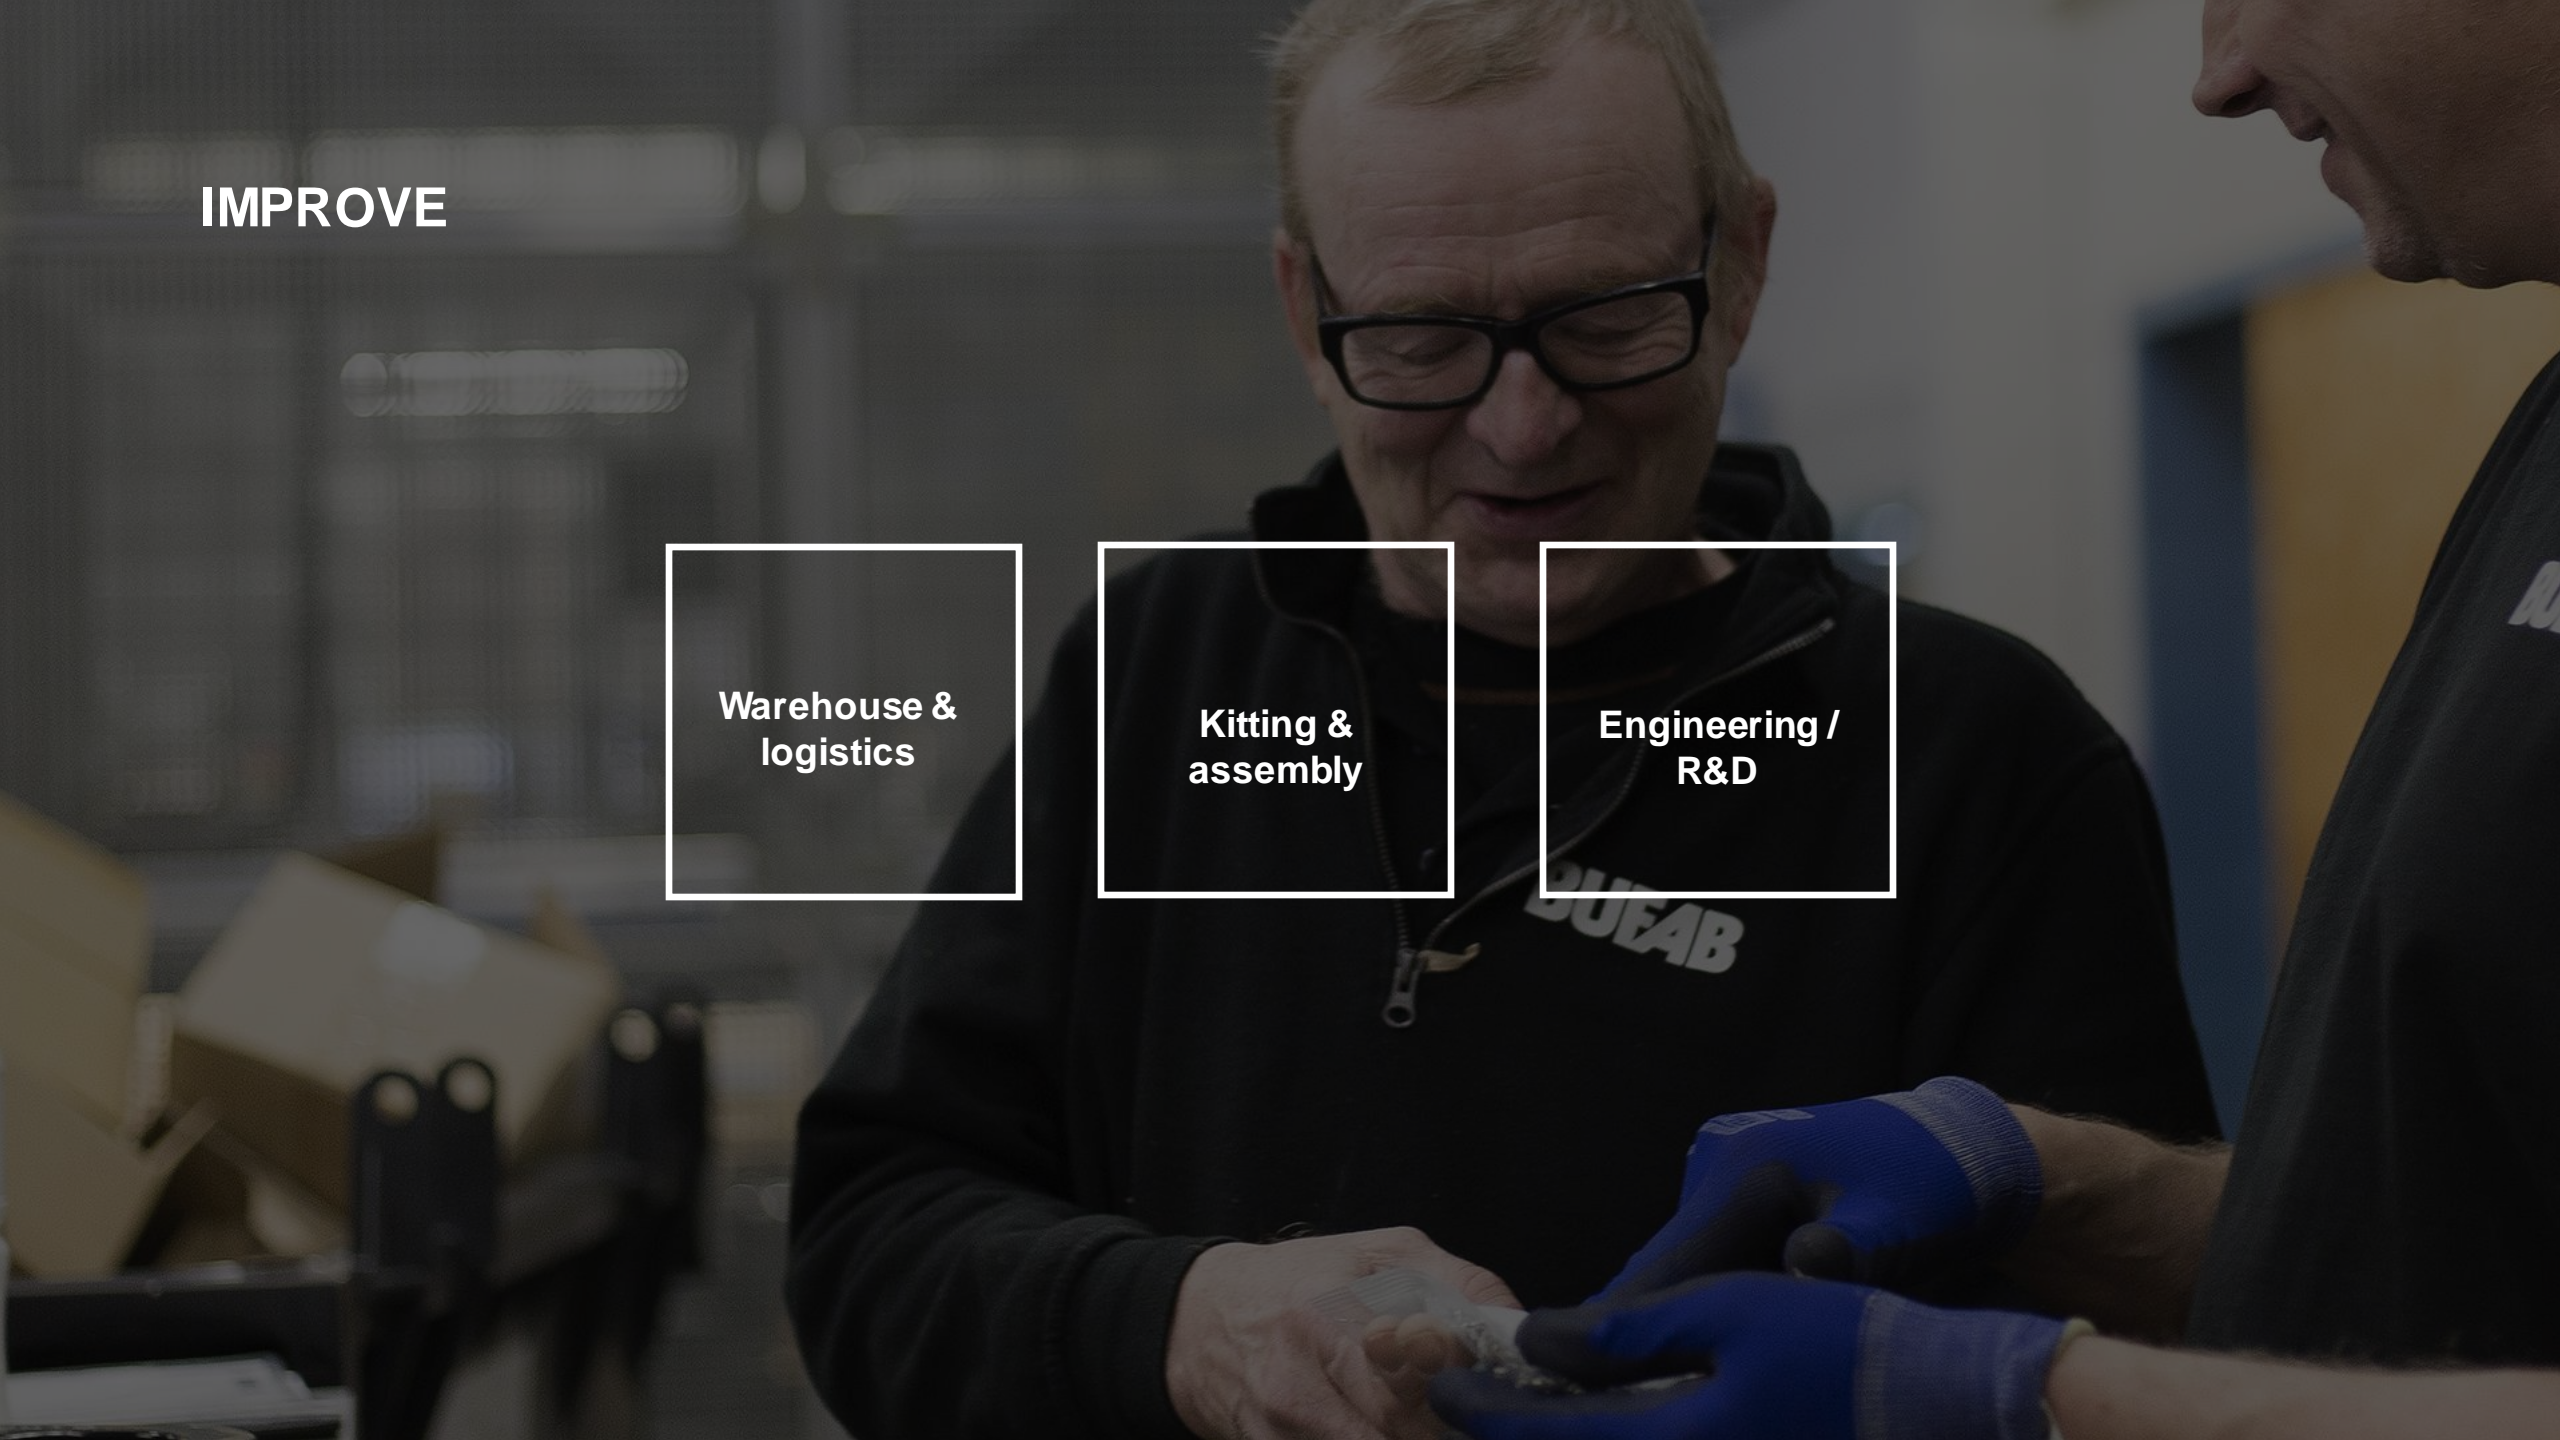 IMPROVE
Warehouse &
logistics
Kitting &
assembly
Engineering /
R&D
BUFAB